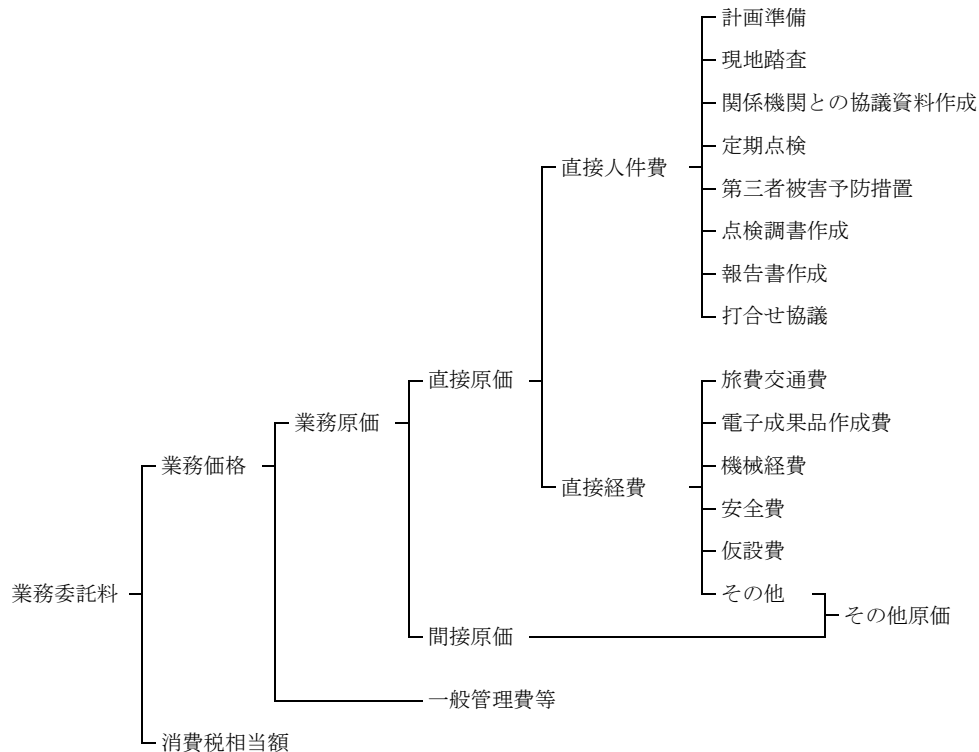 計画準備
現地踏査
関係機関との協議資料作成
定期点検
直接人件費
第三者被害予防措置
点検調書作成
報告書作成
打合せ協議
直接原価
旅費交通費
業務原価
電子成果品作成費
業務価格
機械経費
直接経費
安全費
仮設費
業務委託料
その他
その他原価
間接原価
一般管理費等
消費税相当額